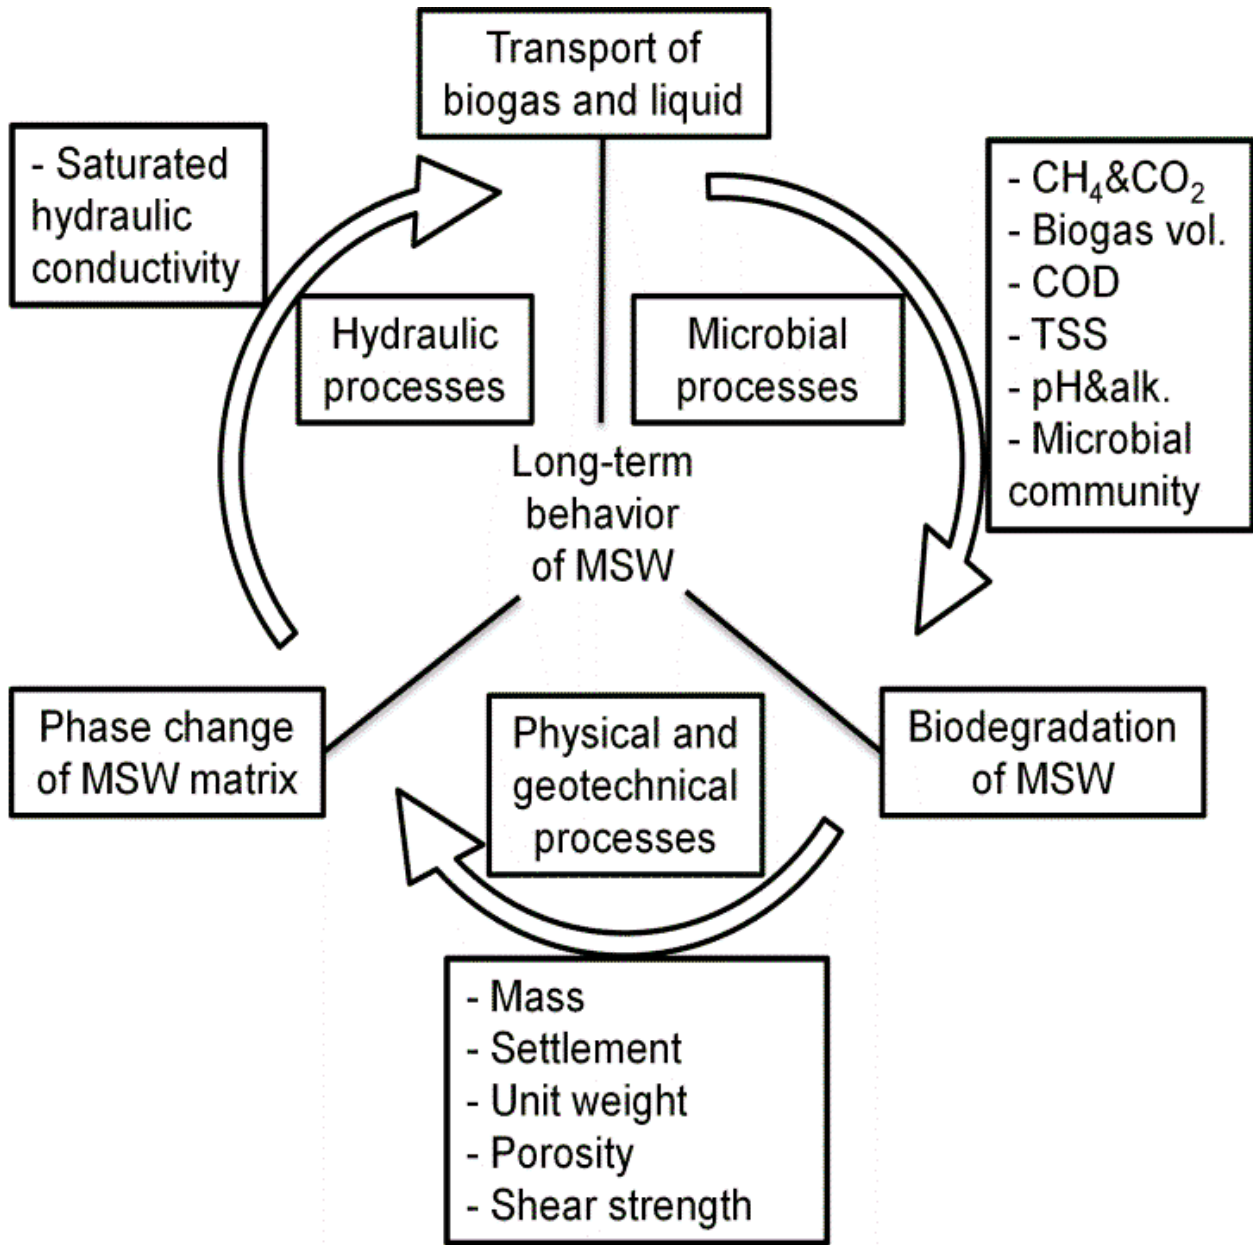 Transport of
biogas and liquid
- Saturated
hydraulic
conductivity
- CH₄&CO₂
- Biogas vol.
- COD
- TSS
- pH&alk.
- Microbial
community
Hydraulic
processes
Microbial
processes
Long-term
behavior
of MSW
Phase change
of MSW matrix
Physical and
geotechnical
processes
Biodegradation
of MSW
- Mass
- Settlement
- Unit weight
- Porosity
- Shear strength